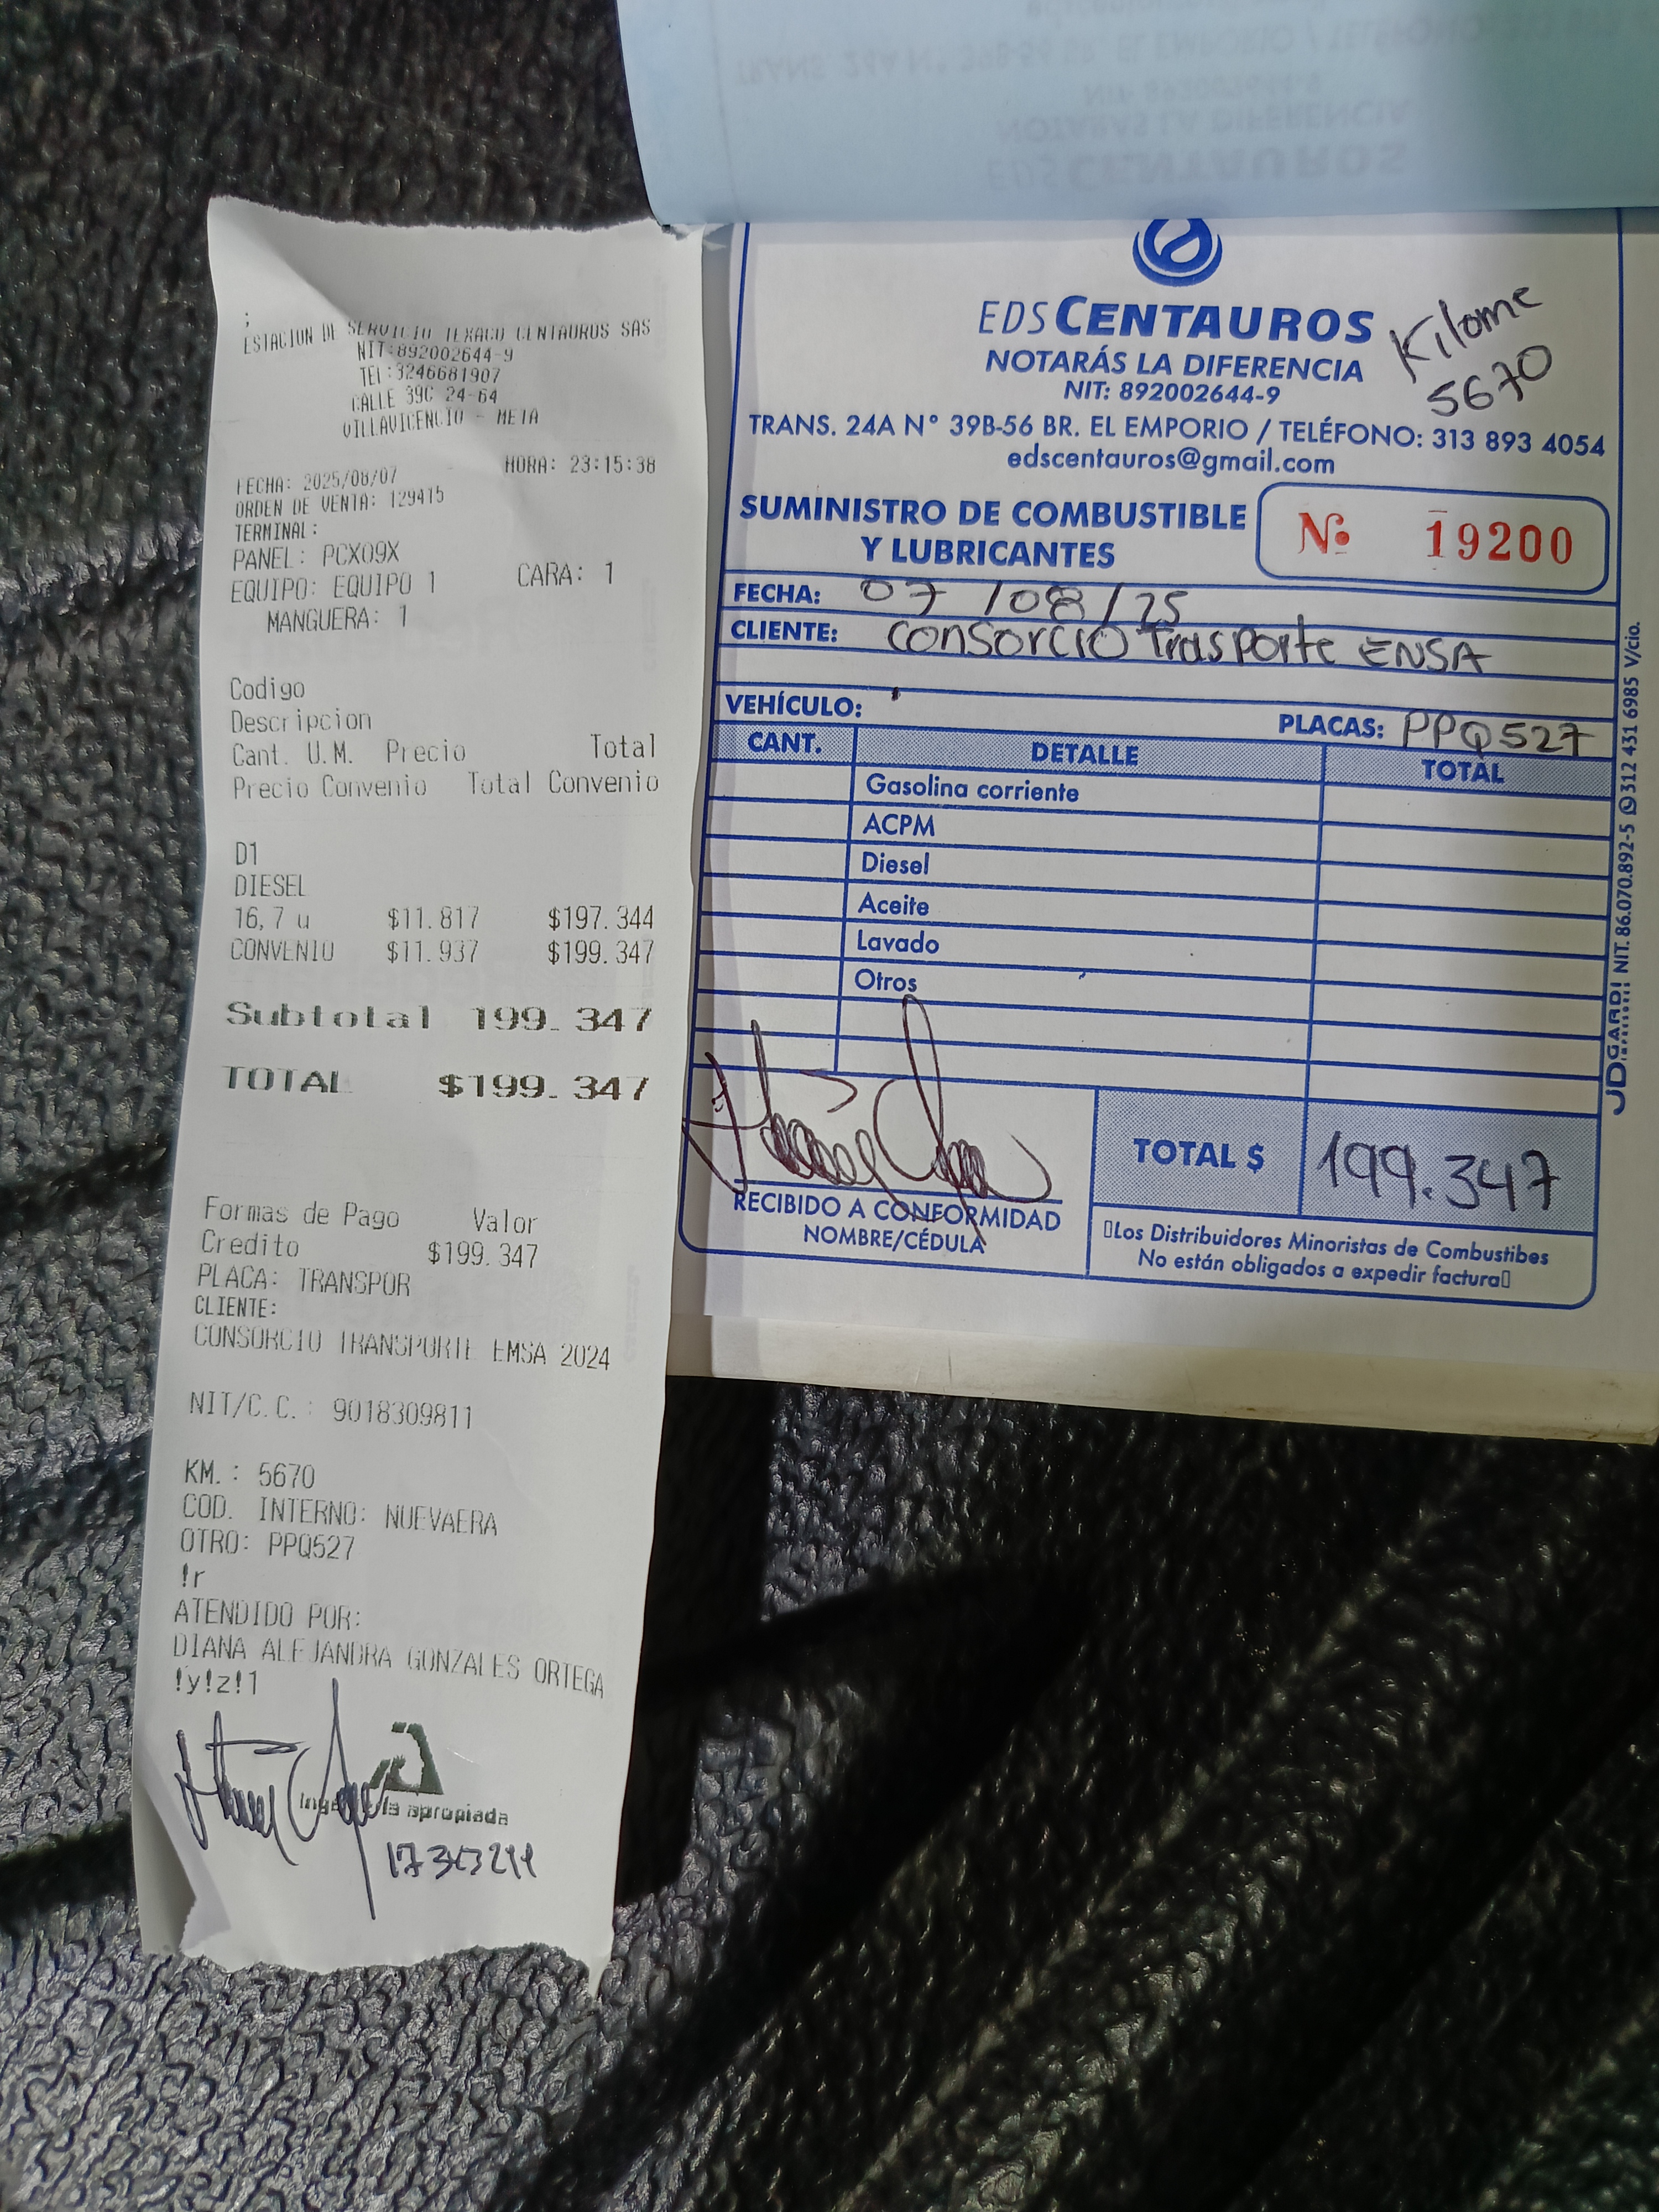 ;
ESTACION DE SERVICIO TEXACO CENTAUROS SAS
NIT:892002644-9
TEl:3246681907
CALLE 39C 24-64
VILLAVICENCIO - META
FECHA: 2025/08/07 HORA: 23:15:38
ORDEN DE VENTA: 129415
TERMINAL:
PANEL: PCX09X
EQUIPO: EQUIPO 1 CARA: 1
MANGUERA: 1
Codigo
Descripcion
Cant. U.M. Precio Total
Precio Convenio Total Convenio
D1
DIESEL
16,7 u $11.817 $197.344
CONVENIO $11.937 $199.347
Subtotal 199.347
TOTAL $199.347
Formas de Pago Valor
Credito $199.347
PLACA: TRANSPOR
CLIENTE:
CONSORCIO TRANSPORTE EMSA 2024
NIT/C.C.: 9018309811
KM.: 5670
COD. INTERNO: NUEVAERA
OTRO: PPQ527
!r
ATENDIDO POR:
DIANA ALEJANDRA GONZALES ORTEGA
!y!z!1
apropiada
EDS CENTAUROS
NOTARÁS LA DIFERENCIA
NIT: 892002644-9
Kilome
5670
TRANS. 24A N° 39B-56 BR. EL EMPORIO / TELÉFONO: 313 893 4054
edscentauros@gmail.com
SUMINISTRO DE COMBUSTIBLE
Y LUBRICANTES
No. 19200
FECHA: 07/08/25
CLIENTE: Consorcio Trasporte ENSA
VEHÍCULO: PLACAS: PPQ527
CANT. DETALLE TOTAL
Gasolina corriente
ACPM
Diesel
Aceite
Lavado
Otros
TOTAL $ 199.347
RECIBIDO A CONFORMIDAD
NOMBRE/CÉDULA
Los Distribuidores Minoristas de Combustibes
No están obligados a expedir factura
JDGARDI NIT. 86.070.892-5 312 431 6985 V/cio.